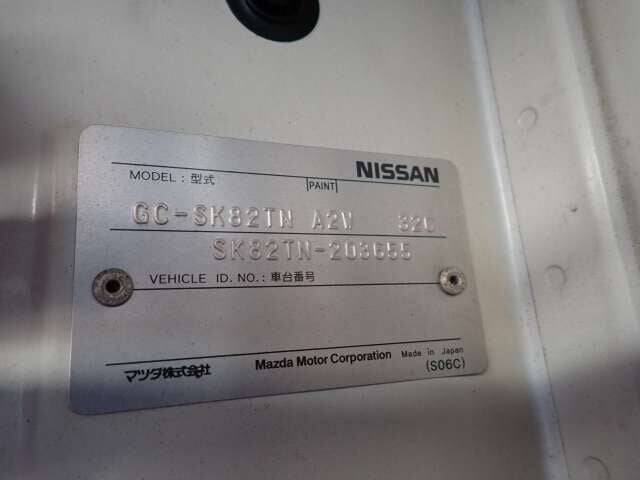 NISSAN
MODEL : 型式
PAINT
GC-SK82TN A2W 32C
SK82TN-203655
VEHICLE ID. NO. : 車台番号
マツダ株式会社 Mazda Motor Corporation Made in Japan
(S06C)